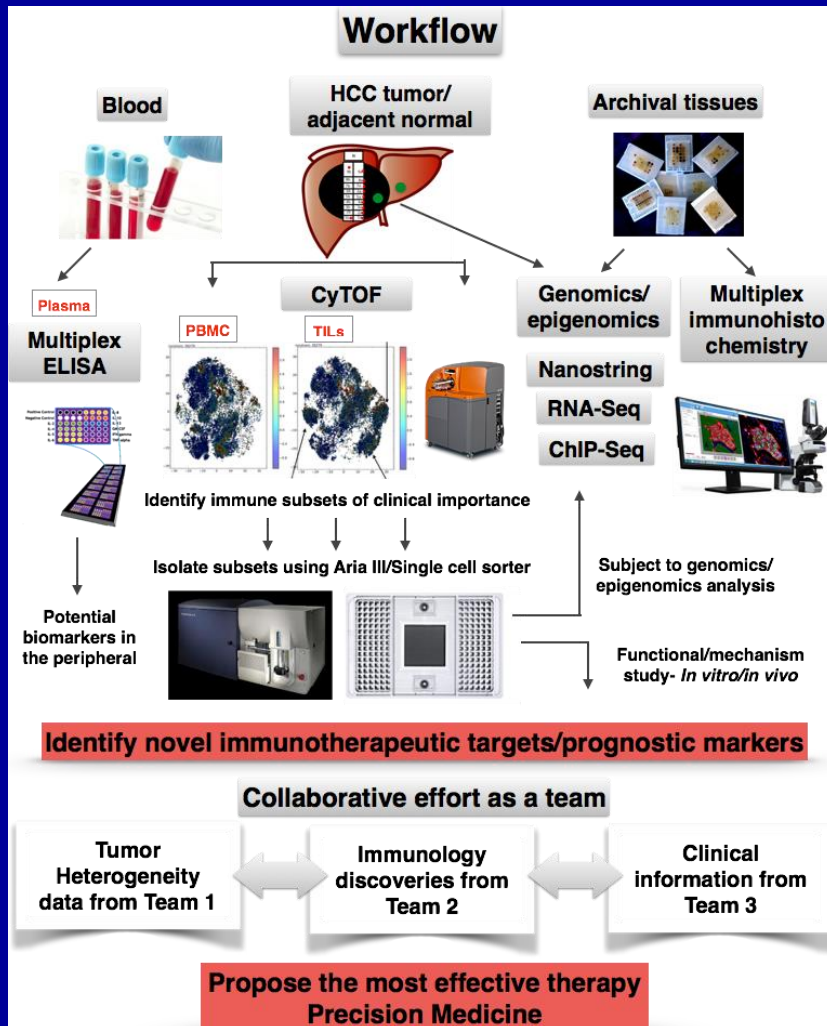 Workflow
Blood
HCC tumor/
adjacent normal
Archival tissues
Plasma
Multiplex
ELISA
CyTOF
PBMC
TILs
Genomics/
epigenomics
Multiplex
immunohisto
chemistry
Nanostring
RNA-Seq
ChIP-Seq
Positive Control
Negative Control
Identify immune subsets of clinical importance
Isolate subsets using Aria III/Single cell sorter
Subject to genomics/
epigenomics analysis
Potential
biomarkers in
the peripheral
Functional/mechanism
study- In vitro/in vivo
Identify novel immunotherapeutic targets/prognostic markers
Collaborative effort as a team
Tumor
Heterogeneity
data from Team 1
Immunology
discoveries from
Team 2
Clinical
information from
Team 3
Propose the most effective therapy
Precision Medicine